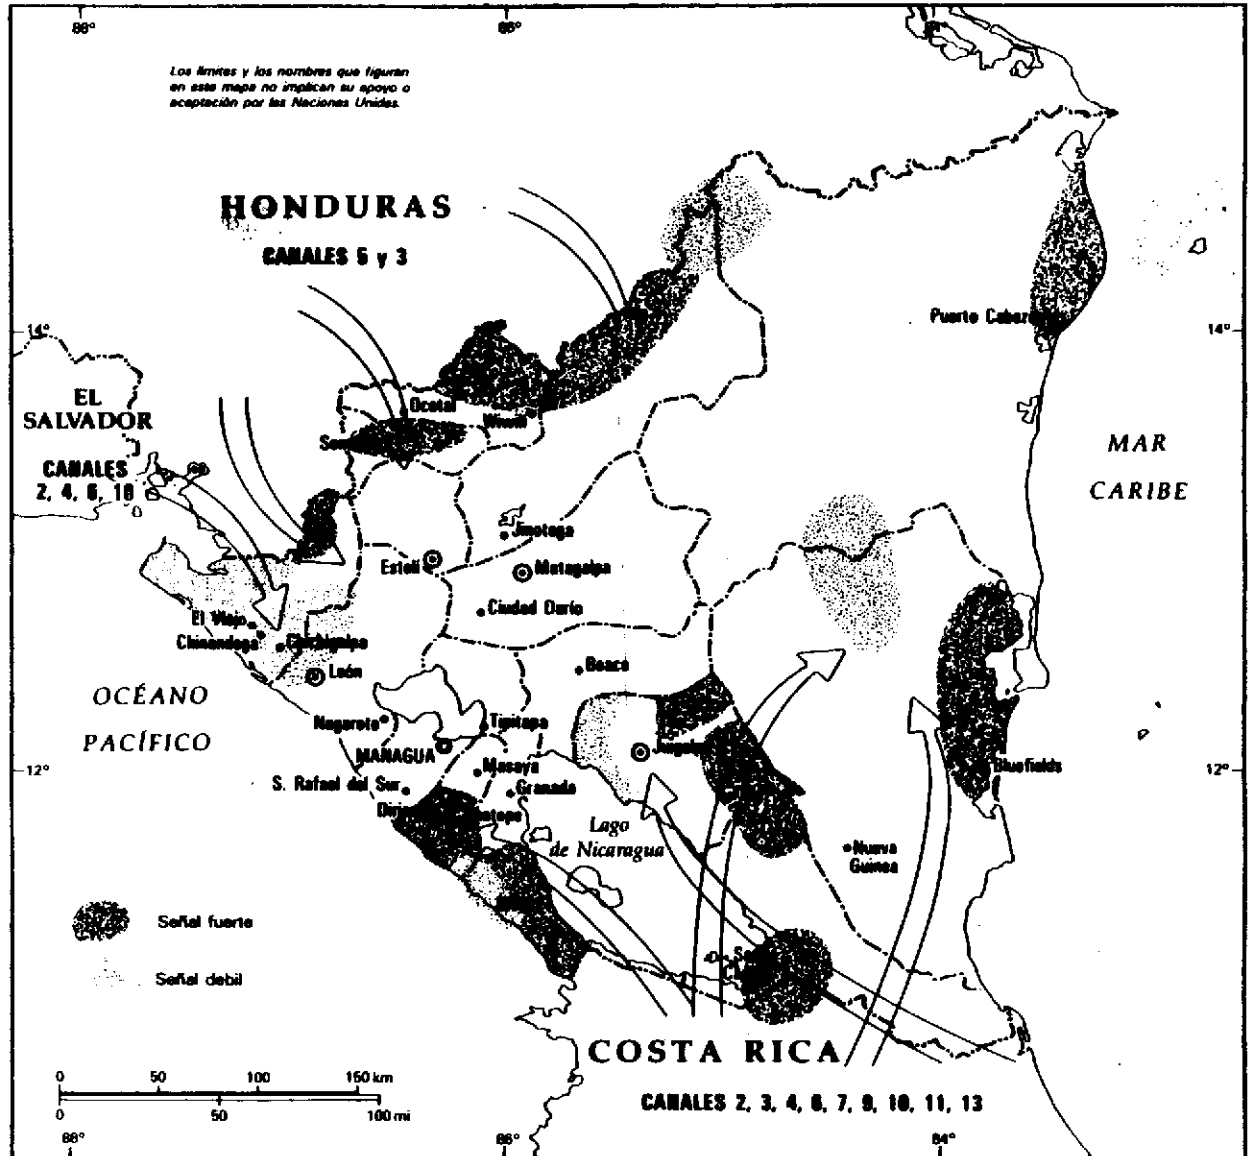 88°
86°
Los límites y los nombres que figuran
en este mapa no implican su apoyo o
aceptación por las Naciones Unidas.
HONDURAS
CANALES 5 y 3
14°
14°
EL
SALVADOR
CANALES
2, 4, 6, 10
Ocotal
Wiwilí
Puerto Cabezas
MAR
CARIBE
Jinotega
Estelí
Matagalpa
Ciudad Darío
El Viejo
Chinandega
Chichigalpa
León
Boaco
OCÉANO
PACÍFICO
Nagarote
Tipitapa
MANAGUA
Juigalpa
Masaya
12°
12°
S. Rafael del Sur
Granada
Bluefields
Lago
de Nicaragua
Nueva
Guinea
Señal fuerte
Señal debil
COSTA RICA
CANALES 2, 3, 4, 6, 7, 9, 10, 11, 13
0 50 100 150 km
0 50 100 mi
88°
86°
84°